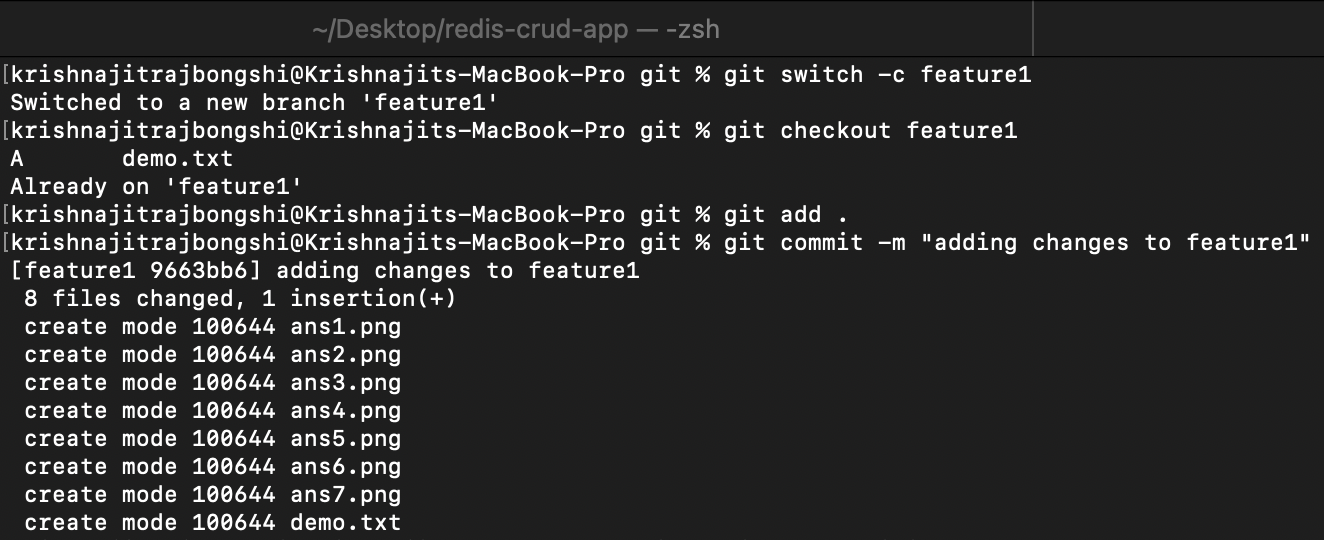 ~/Desktop/redis-crud-app — -zsh
[krishnajitrajbongshi@Krishnajits-MacBook-Pro git % git switch -c feature1
Switched to a new branch 'feature1'
[krishnajitrajbongshi@Krishnajits-MacBook-Pro git % git checkout feature1
A       demo.txt
Already on 'feature1'
[krishnajitrajbongshi@Krishnajits-MacBook-Pro git % git add .
[krishnajitrajbongshi@Krishnajits-MacBook-Pro git % git commit -m "adding changes to feature1"
[feature1 9663bb6] adding changes to feature1
 8 files changed, 1 insertion(+)
 create mode 100644 ans1.png
 create mode 100644 ans2.png
 create mode 100644 ans3.png
 create mode 100644 ans4.png
 create mode 100644 ans5.png
 create mode 100644 ans6.png
 create mode 100644 ans7.png
 create mode 100644 demo.txt